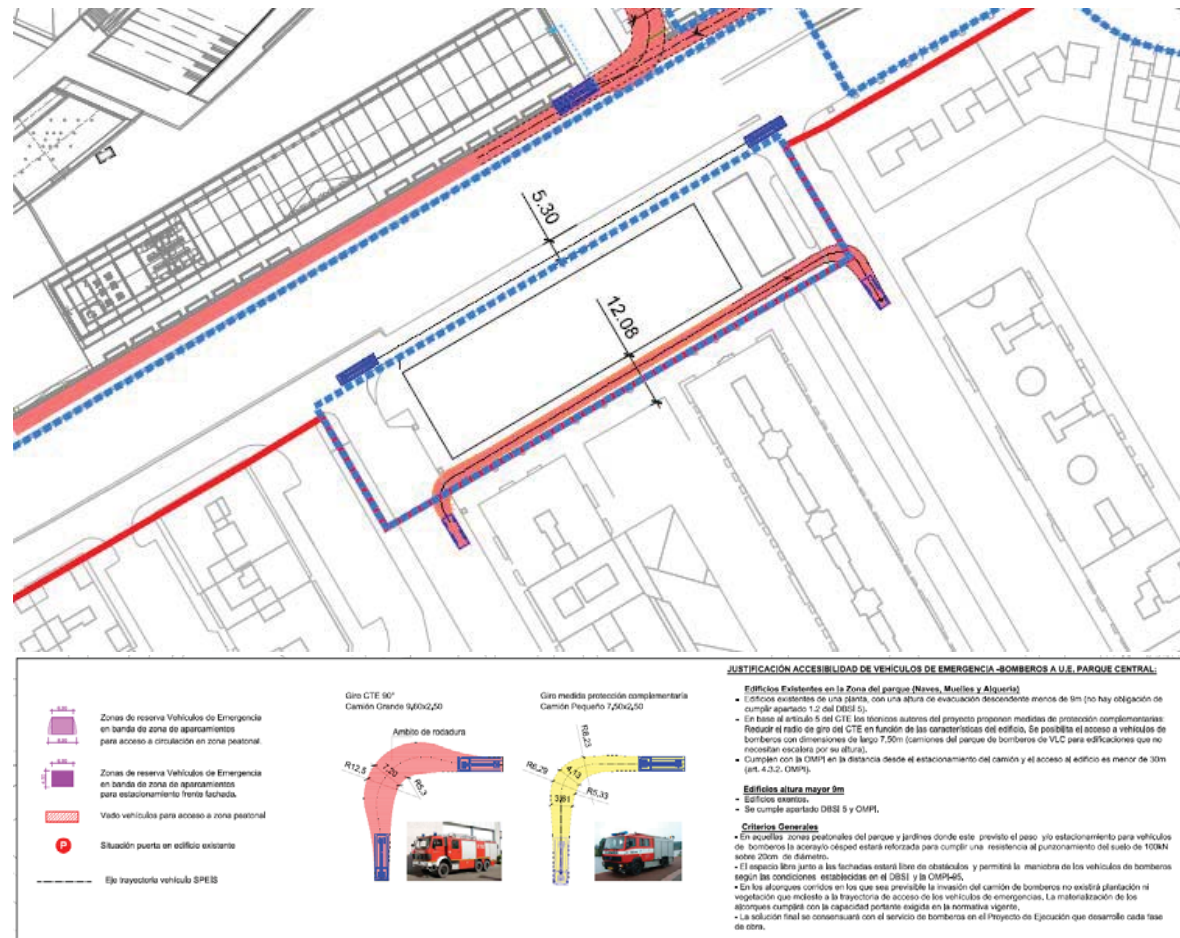 5.30
12.08
Zonas de reserva Vehículos de Emergencia
en banda de zona de aparcamientos
para acceso a circulación en zona peatonal.
Zonas de reserva Vehículos de Emergencia
en banda de zona de aparcamientos
para estacionamiento frente fachada.
Vado vehículos para acceso a zona peatonal
P
Situación puerta en edificio existente
Eje trayectoria vehículo SPEIS
Giro CTE 90°
Camión Grande 9,60x2,50
Ambito de rodadura
R12,5
7,20
R5,3
Giro medida protección complementaria
Camión Pequeño 7,50x2,50
R8,23
R6,29
4,13
3,61
R5,33
JUSTIFICACIÓN ACCESIBILIDAD DE VEHÍCULOS DE EMERGENCIA -BOMBEROS A U.E. PARQUE CENTRAL:
Edificios Existentes en la Zona del parque (Naves, Muelles y Alquería)
- Edificios existentes de una planta, con una altura de evacuación descendente menos de 9m (no hay obligación de
cumplir apartado 1.2 del DBSI 5).
- En base al artículo 5 del CTE los técnicos autores del proyecto proponen medidas de protección complementarias:
Reducir el radio de giro del CTE en función de las características del edificio. Se posibilita el acceso a vehículos de
bomberos con dimensiones de largo 7,50m (camiones del parque de bomberos de VLC para edificaciones que no
necesitan escalera por su altura).
- Cumplen con la OMPI en la distancia desde el estacionamiento del camión y el acceso al edificio es menor de 30m
(art. 4.3.2. OMPI).
Edificios altura mayor 9m
- Edificios exentos.
- Se cumple apartado DBSI 5 y OMPI.
Criterios Generales
- En aquellas zonas peatonales del parque y jardines donde este previsto el paso y/o estacionamiento para vehículos
de bomberos la acerayło césped estará reforzada para cumplir una resistencia al punzonamiento del suelo de 100kN
sobre 20cm de diámetro.
- El espacio libre junto a las fachadas estará libre de obstáculos y permitirá la maniobra de los vehículos de bomberos
según las condiciones establecidas en el DBSI y la OMPI-95,
- En los alcorques corridos en los que sea previsible la invasión del camión de bomberos no existirá plantación ni
vegetación que moleste a la trayectoria de acceso de los vehículos de emergencias. La materialización de los
alcorques cumplirá con la capacidad portante exigida en la normativa vigente,
- La solución final se consensuará con el servicio de bomberos en el Proyecto de Ejecución que desarrolle cada fase
de obra.